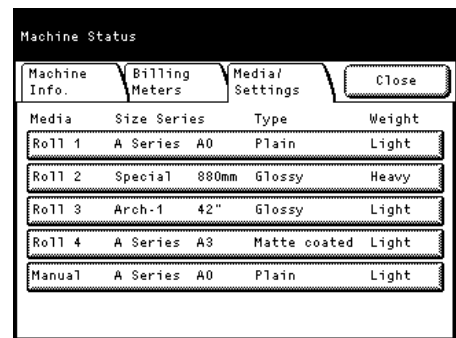 Machine Status
Machine Info.
Billing Meters
Media/ Settings
Close
Media Size Series Type Weight
Roll 1 A Series A0 Plain Light
Roll 2 Special 880mm Glossy Heavy
Roll 3 Arch-1 42" Glossy Light
Roll 4 A Series A3 Matte coated Light
Manual A Series A0 Plain Light